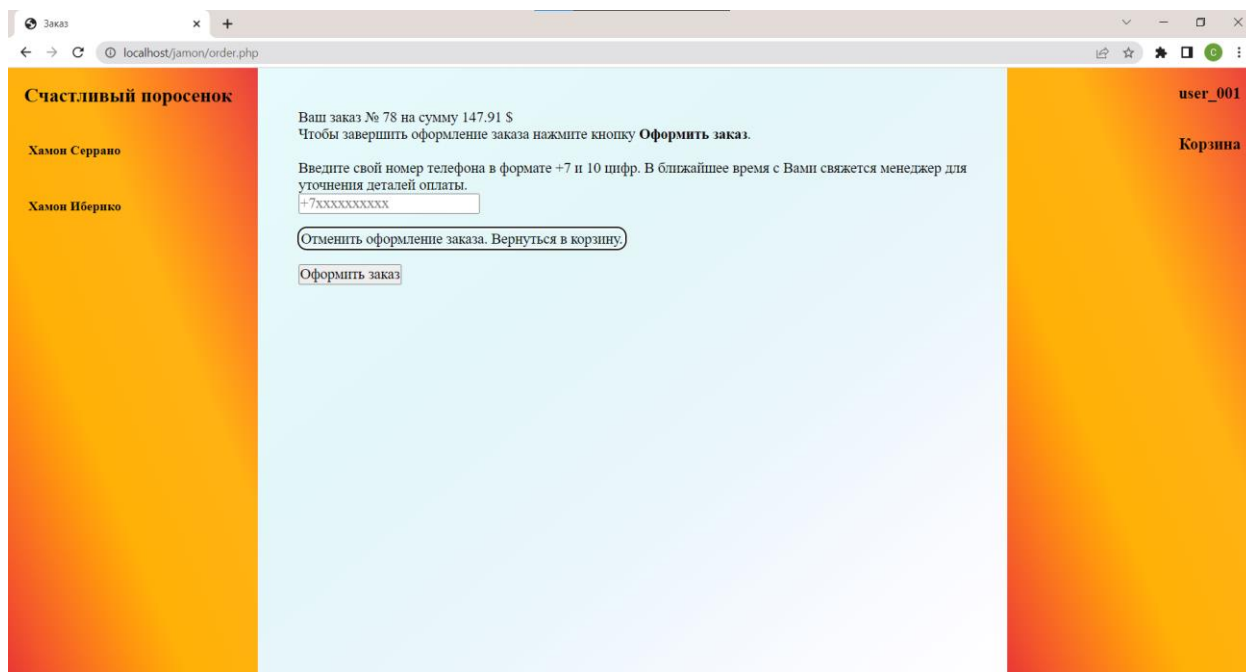 Заказ
localhost/jamon/order.php
C
Счастливый поросенок
user_001
Корзина
Хамон Серрано
Хамон Иберико
Ваш заказ № 78 на сумму 147.91 $
Чтобы завершить оформление заказа нажмите кнопку Оформить заказ.
Введите свой номер телефона в формате +7 и 10 цифр. В ближайшее время с Вами свяжется менеджер для
уточнения деталей оплаты.
+7xxxxxxxxxx
Отменить оформление заказа. Вернуться в корзину.
Оформить заказ